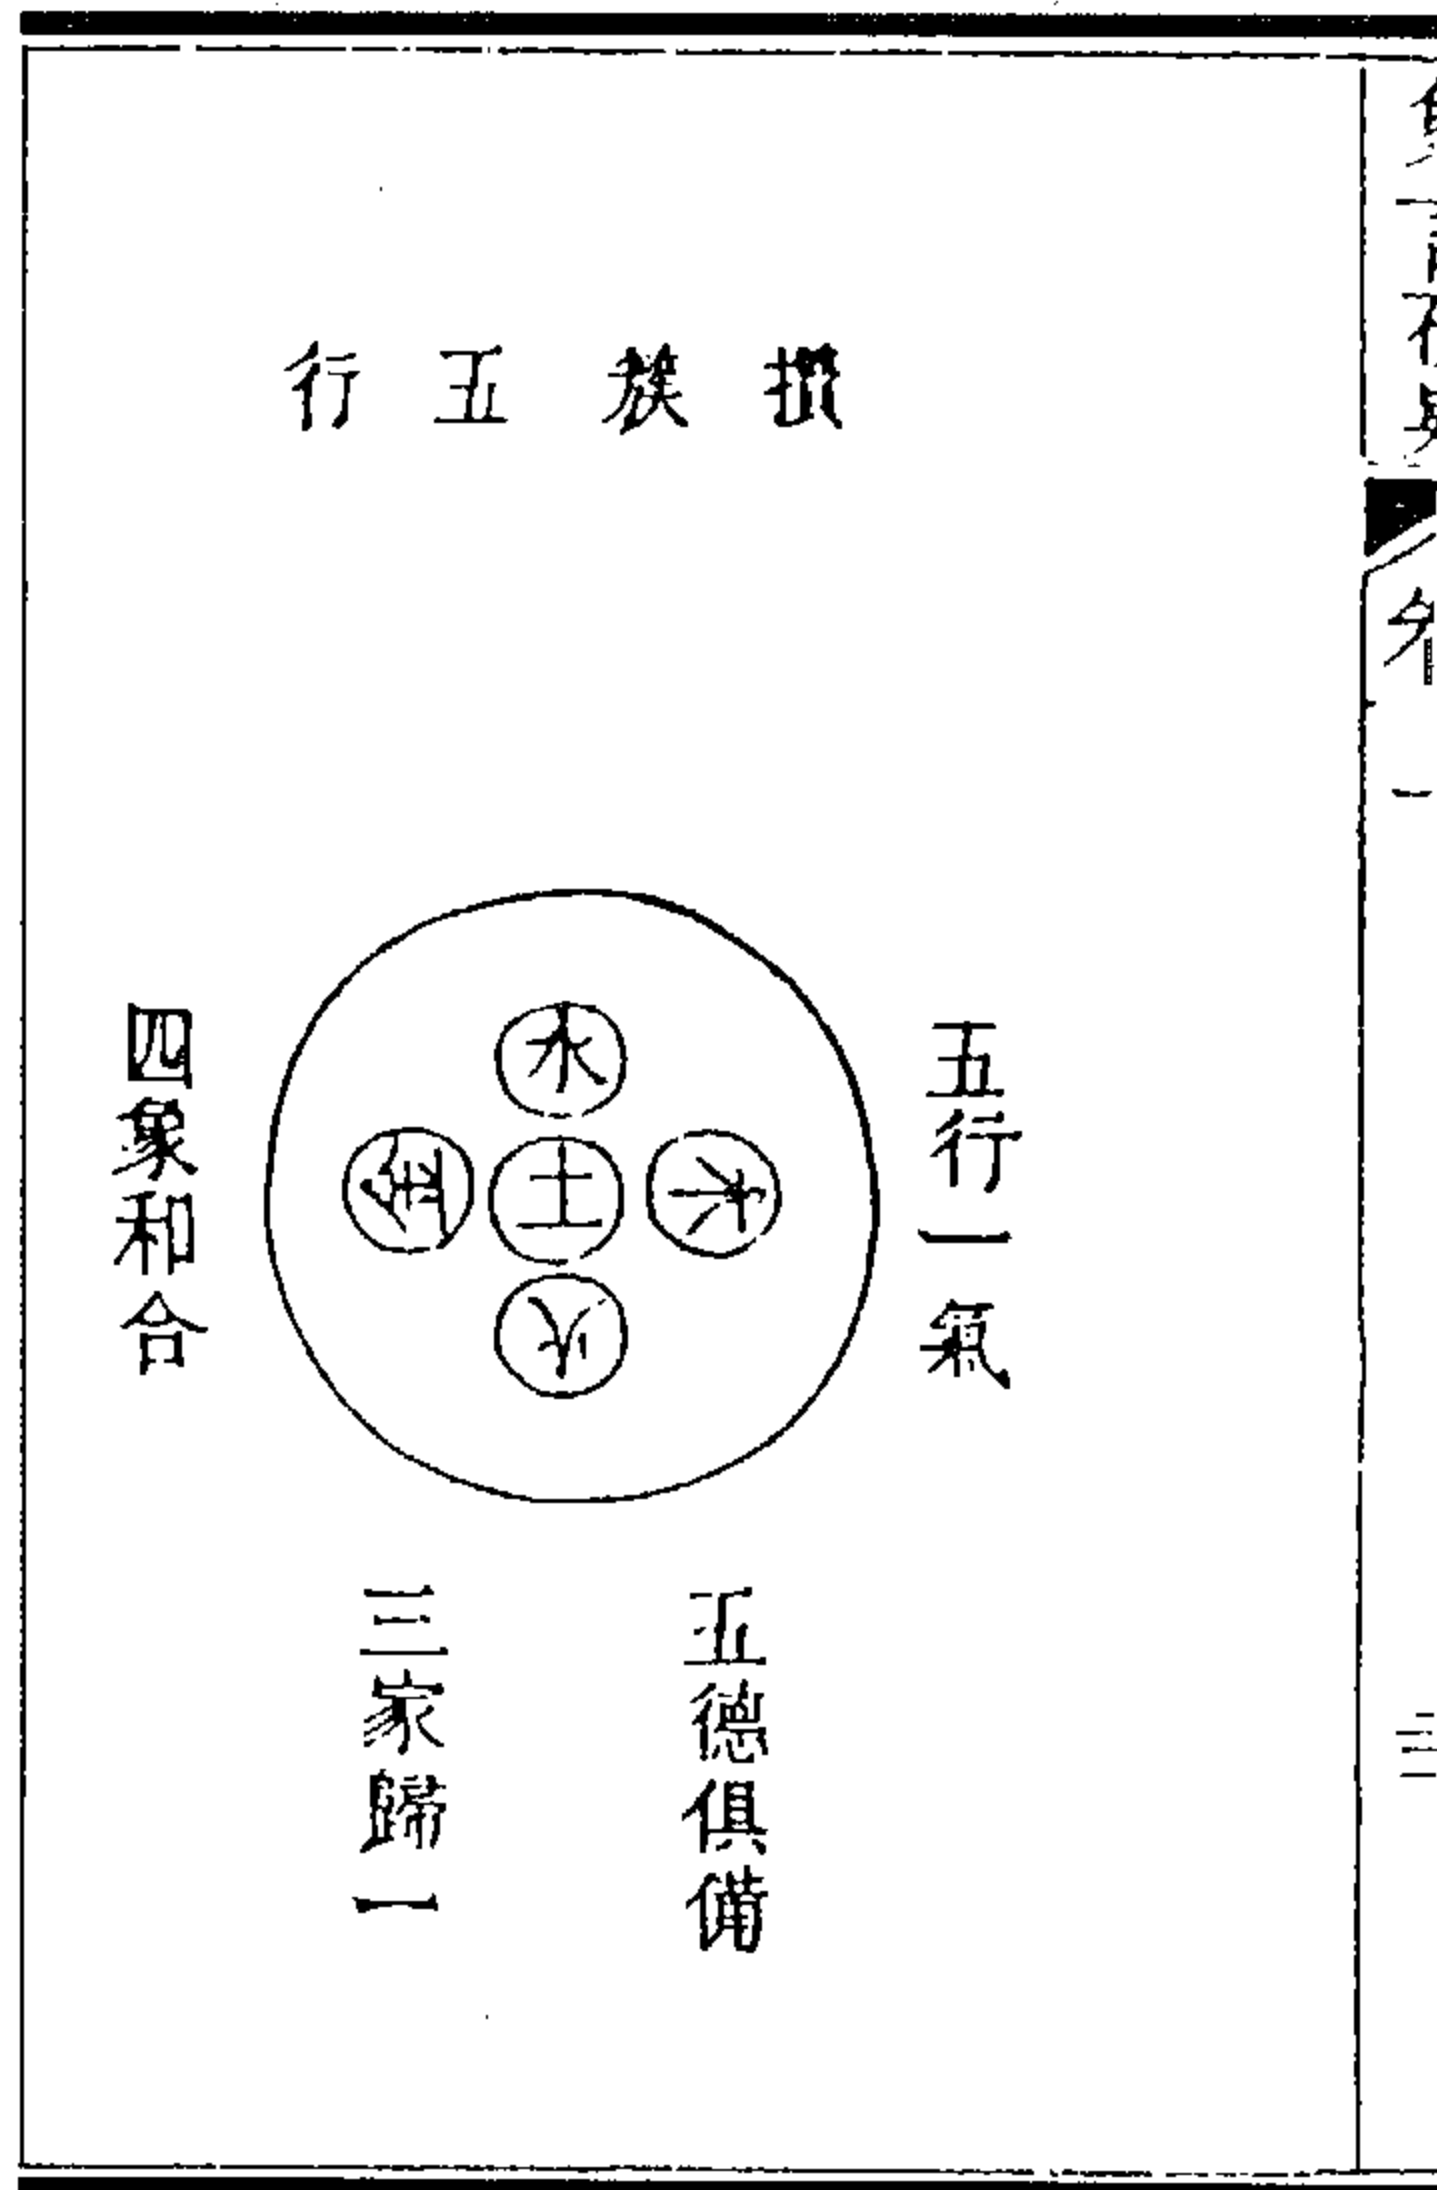 攢簇五行
五行一氣
水
木
土
金
火
四象和合
五德俱備
三家歸一